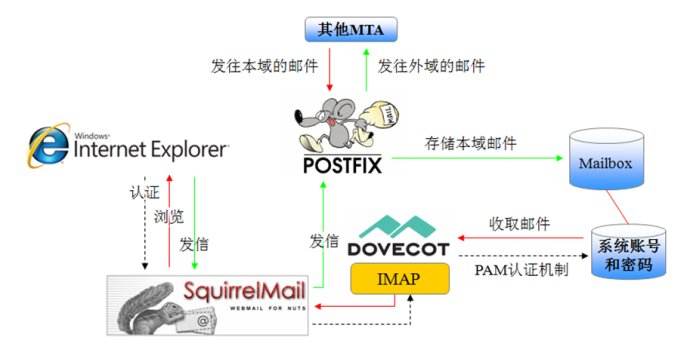 其他MTA
发往本域的邮件
发往外域的邮件
MAIL
POSTFIX
存储本域邮件
Mailbox
Windows
Internet Explorer
认证
浏览
发信
发信
DOVECOT
IMAP
收取邮件
PAM认证机制
系统账号
和密码
SquirrelMail
WEBMAIL FOR NUTS
@